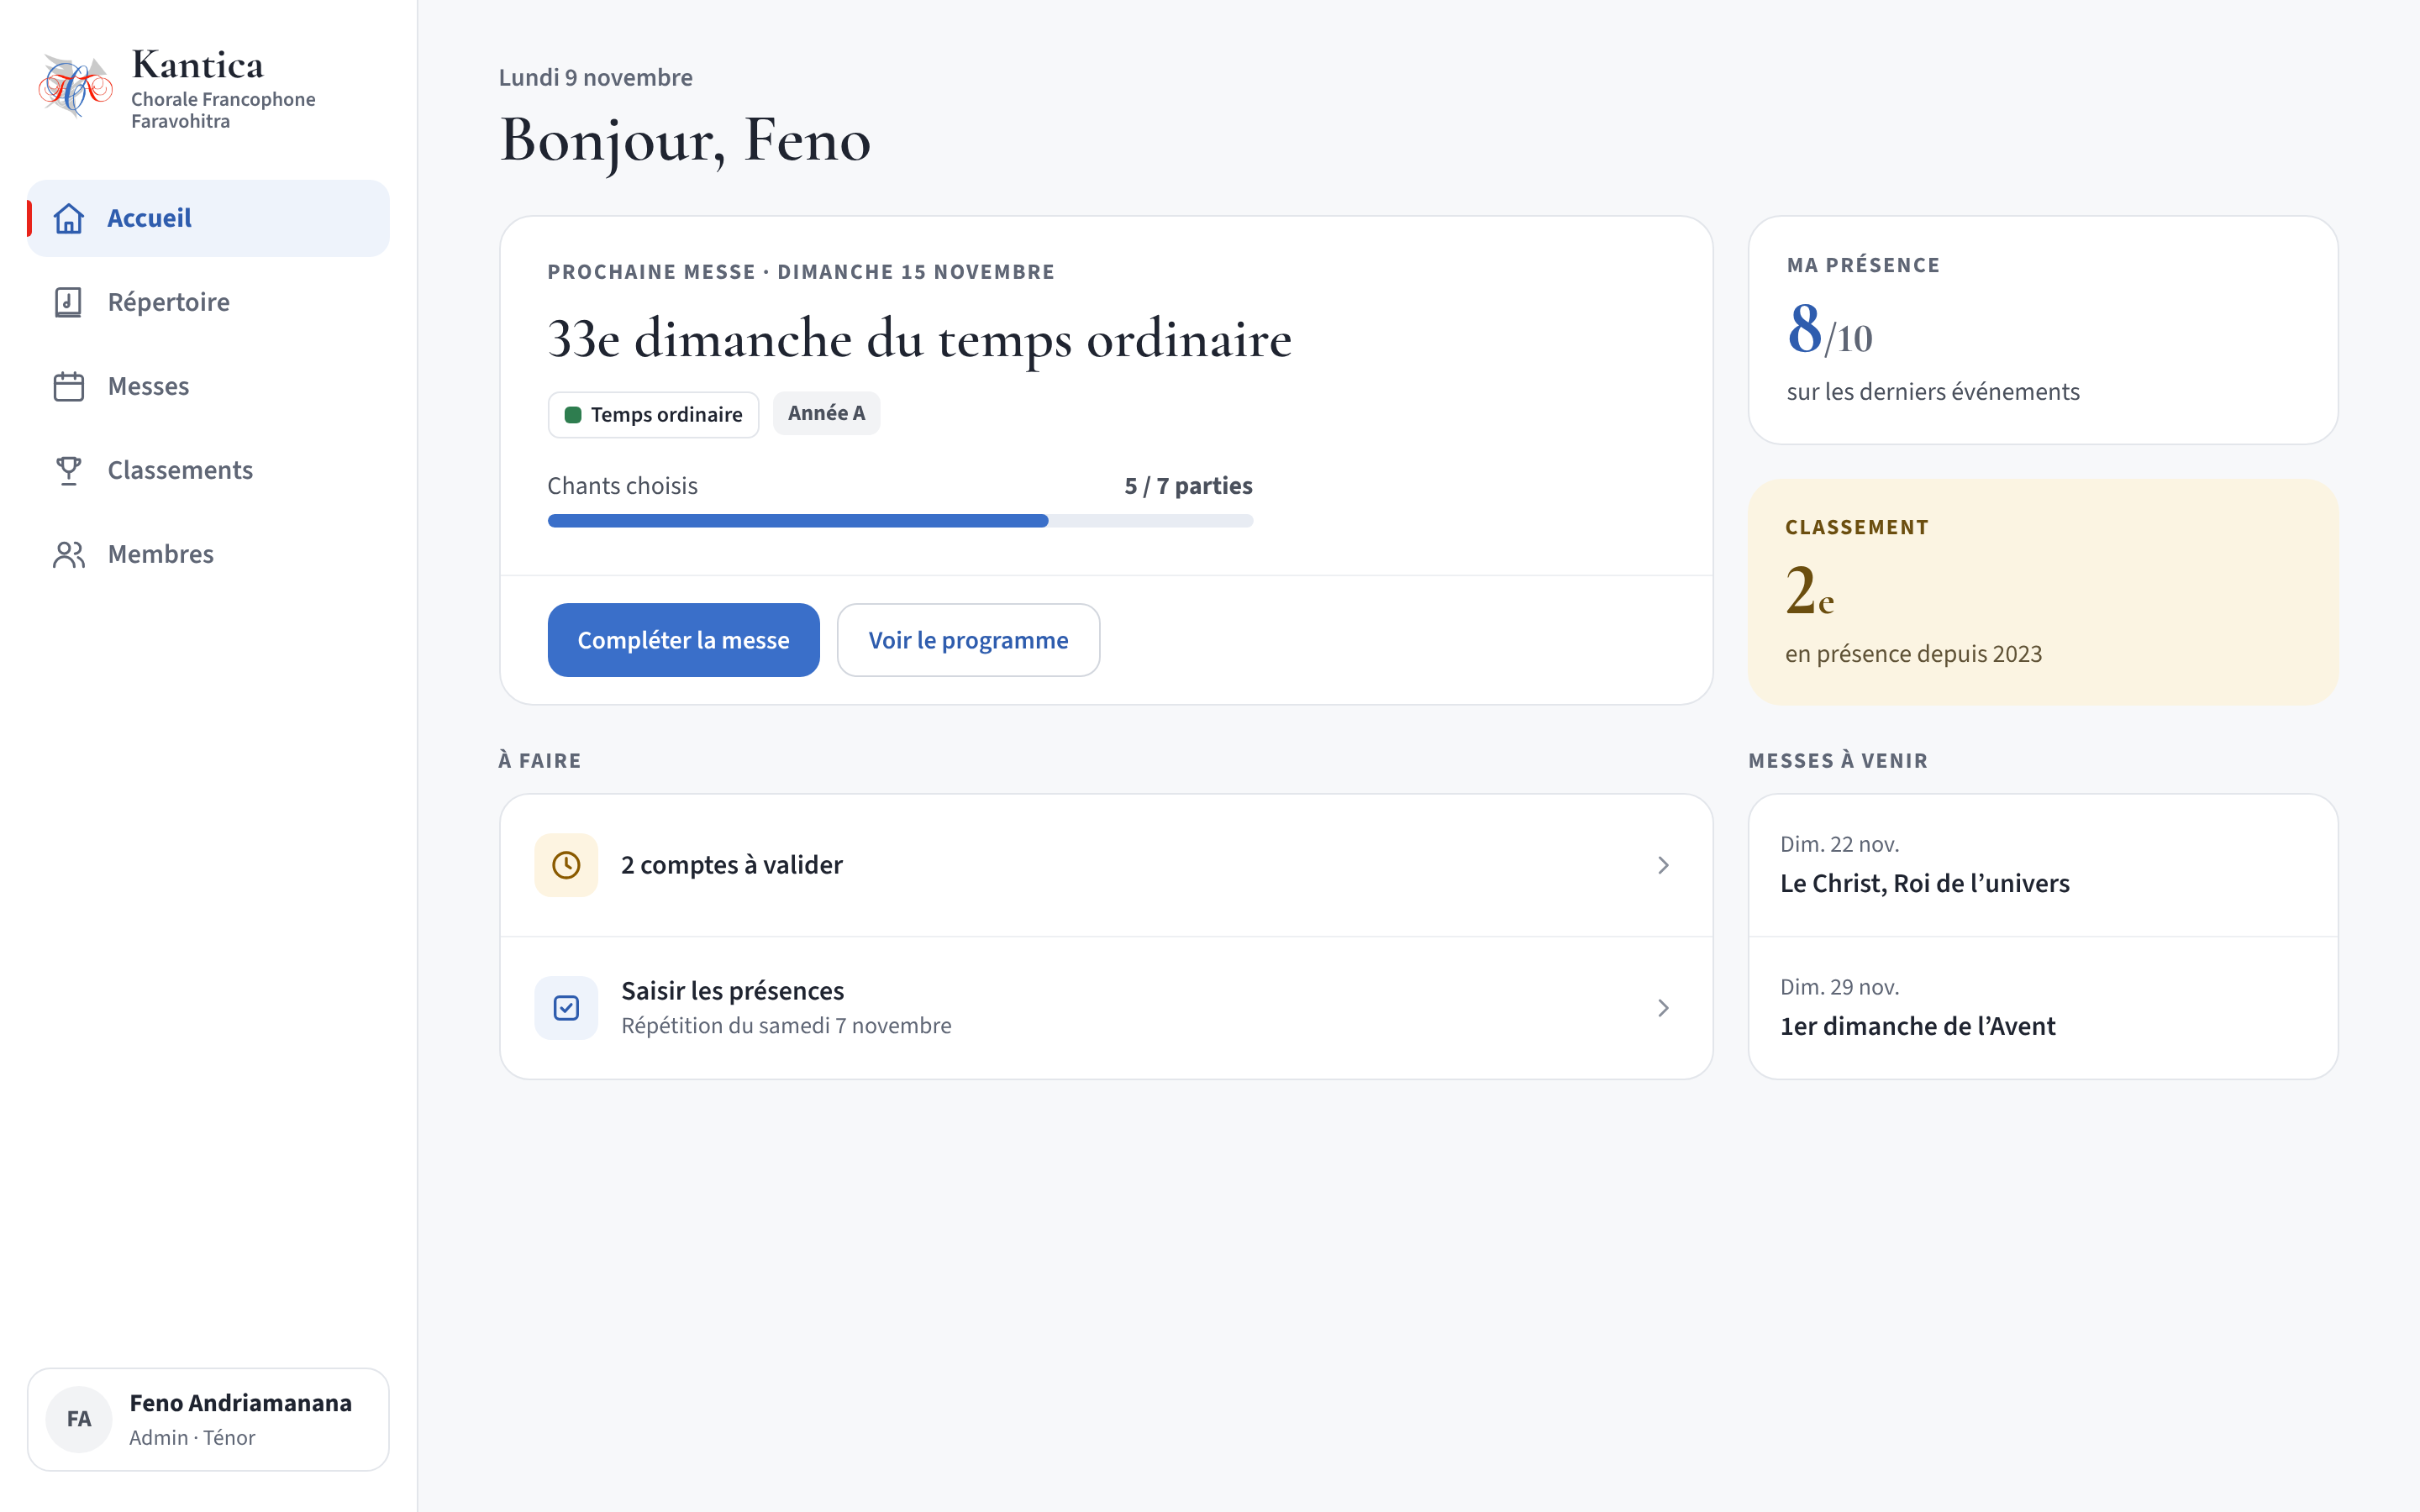 Kantica
Chorale Francophone
Faravohitra
Accueil
Répertoire
Messes
Classements
Membres
FA
Feno Andriamanana
Admin · Ténor
Lundi 9 novembre
Bonjour, Feno
PROCHAINE MESSE · DIMANCHE 15 NOVEMBRE
33e dimanche du temps ordinaire
Temps ordinaire
Année A
Chants choisis
5 / 7 parties
Compléter la messe
Voir le programme
MA PRÉSENCE
8/10
sur les derniers événements
CLASSEMENT
2e
en présence depuis 2023
À FAIRE
2 comptes à valider
Saisir les présences
Répétition du samedi 7 novembre
MESSES À VENIR
Dim. 22 nov.
Le Christ, Roi de l’univers
Dim. 29 nov.
1er dimanche de l’Avent